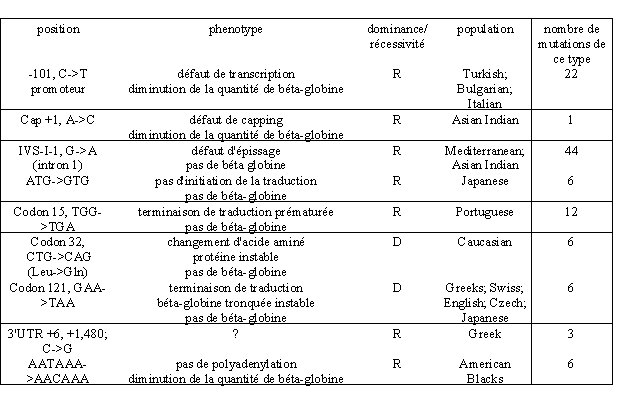 position phenotype dominance/ récessivité population nombre de mutations de ce type
-101, C->T promoteur défaut de transcription diminution de la quantité de béta-globine R Turkish; Bulgarian; Italian 22
Cap +1, A->C défaut de capping diminution de la quantité de béta-globine R Asian Indian 1
IVS-I-1, G->A (intron 1) défaut d'épissage pas de béta globine R Mediterranean; Asian Indian 44
ATG->GTG pas d'initiation de la traduction pas de béta-globine R Japanese 6
Codon 15, TGG->TGA terminaison de traduction prématurée pas de béta-globine R Portuguese 12
Codon 32, CTG->CAG (Leu->Gln) changement d'acide aminé protéine instable pas de béta-globine D Caucasian 6
Codon 121, GAA->TAA terminaison de traduction béta-globine tronquée instable pas de béta-globine D Greeks; Swiss; English; Czech; Japanese 6
3'UTR +6, +1,480; C->G ? R Greek 3
AATAAA->AACAAA pas de polyadenylation diminution de la quantité de béta-globine R American Blacks 6